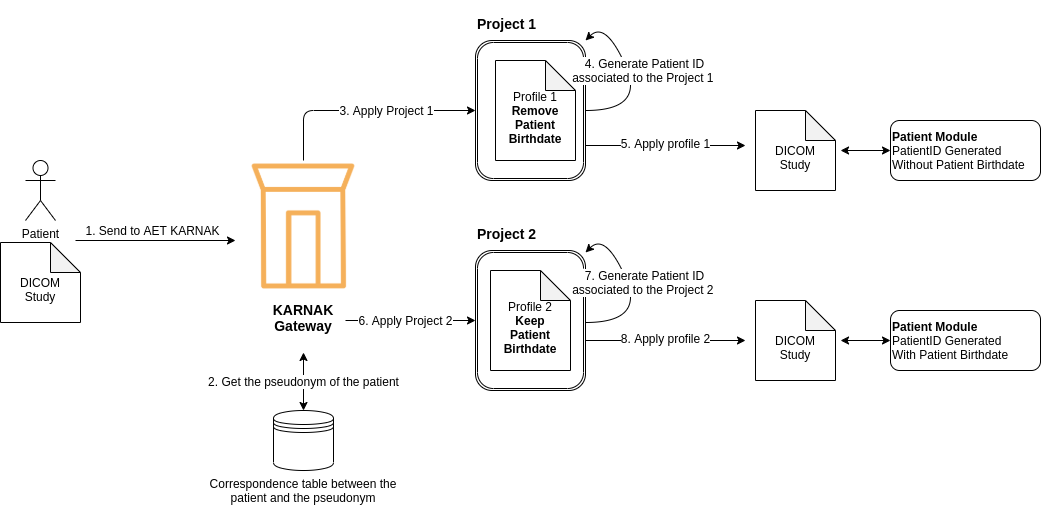 Patient
DICOM
Study
1. Send to AET KARNAK
KARNAK
Gateway
2. Get the pseudonym of the patient
Correspondence table between the
patient and the pseudonym
3. Apply Project 1
Project 1
Profile 1
Remove
Patient
Birthdate
4. Generate Patient ID
associated to the Project 1
5. Apply profile 1
DICOM
Study
Patient Module
PatientID Generated
Without Patient Birthdate
6. Apply Project 2
Project 2
Profile 2
Keep
Patient
Birthdate
7. Generate Patient ID
associated to the Project 2
8. Apply profile 2
DICOM
Study
Patient Module
PatientID Generated
With Patient Birthdate